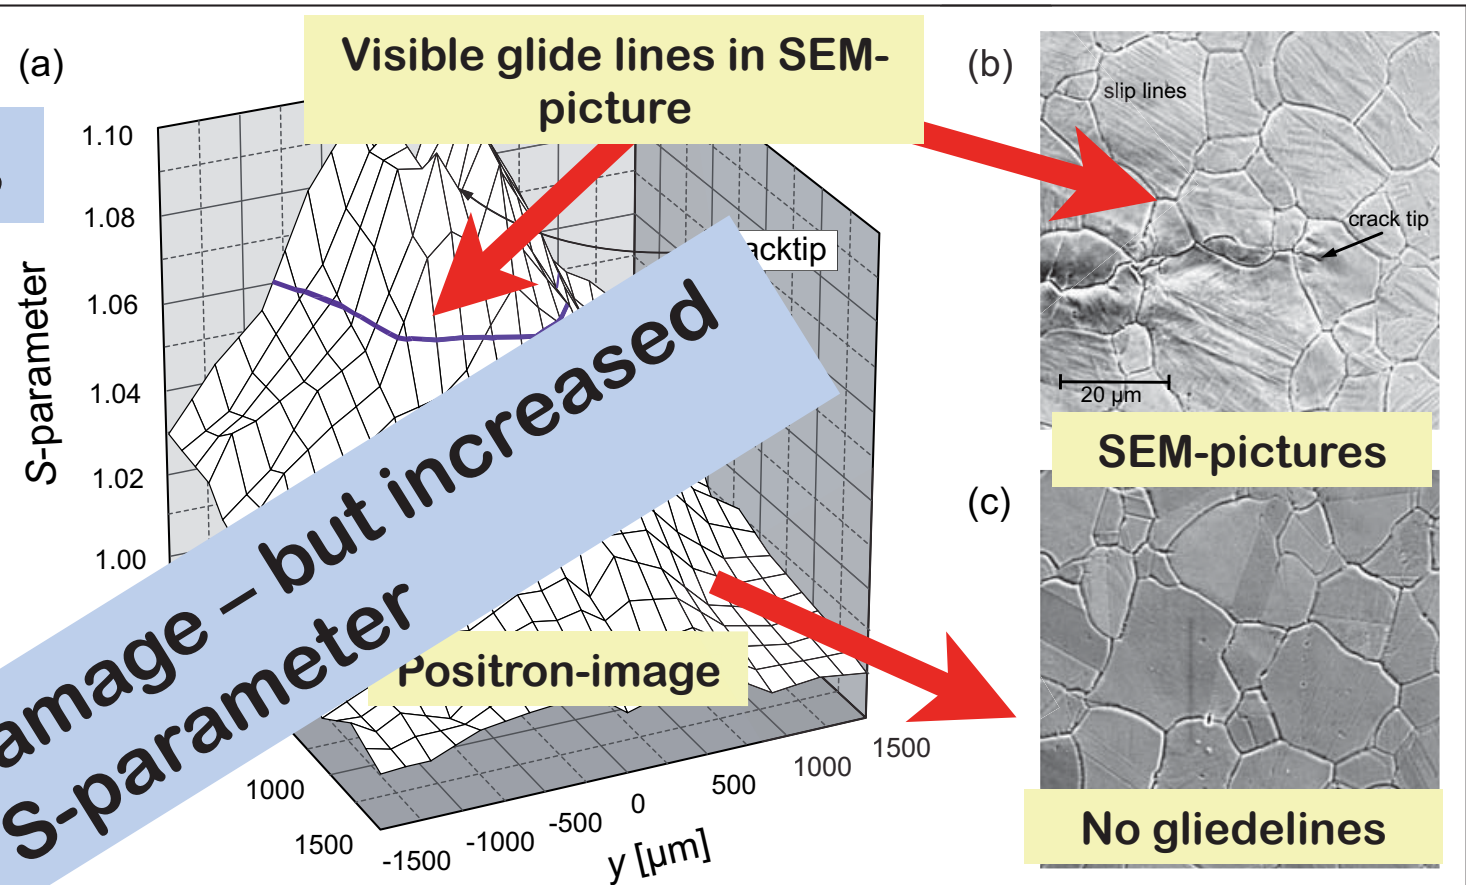 (a)
Visible glide lines in SEM-
picture
(b)
slip lines
crack tip
20 µm
SEM-pictures
(c)
No gliedelines
1.10
1.08
1.06
1.04
1.02
1.00
S-parameter
– but increased
S-parameter
Positron-image
1000
1500
-1500
-1000
-500
0
500
1000
1500
y [µm]